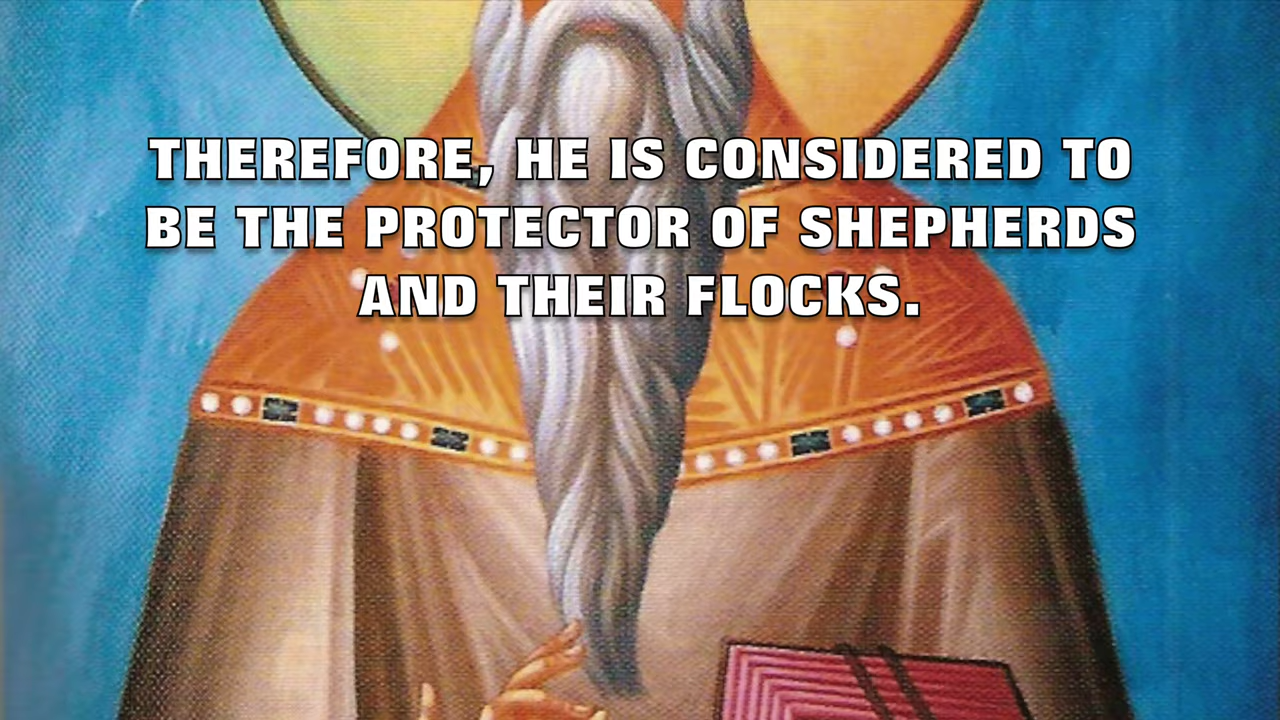 THEREFORE, HE IS CONSIDERED TO
BE THE PROTECTOR OF SHEPHERDS
AND THEIR FLOCKS.